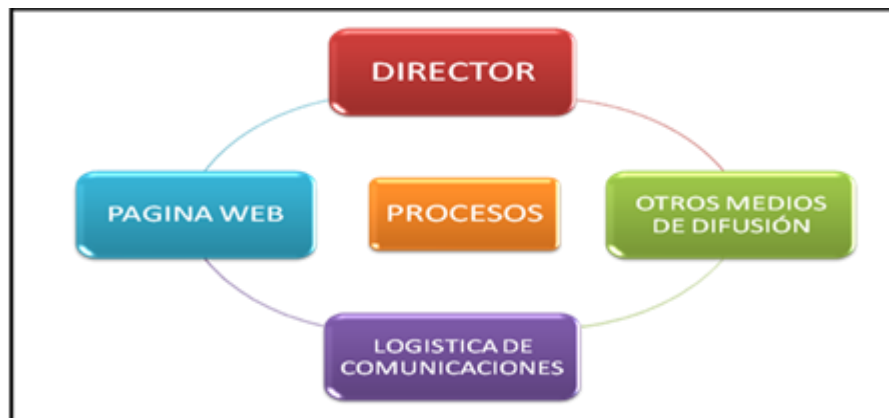 DIRECTOR
PAGINA WEB
PROCESOS
OTROS MEDIOS
DE DIFUSIÓN
LOGISTICA DE
COMUNICACIONES